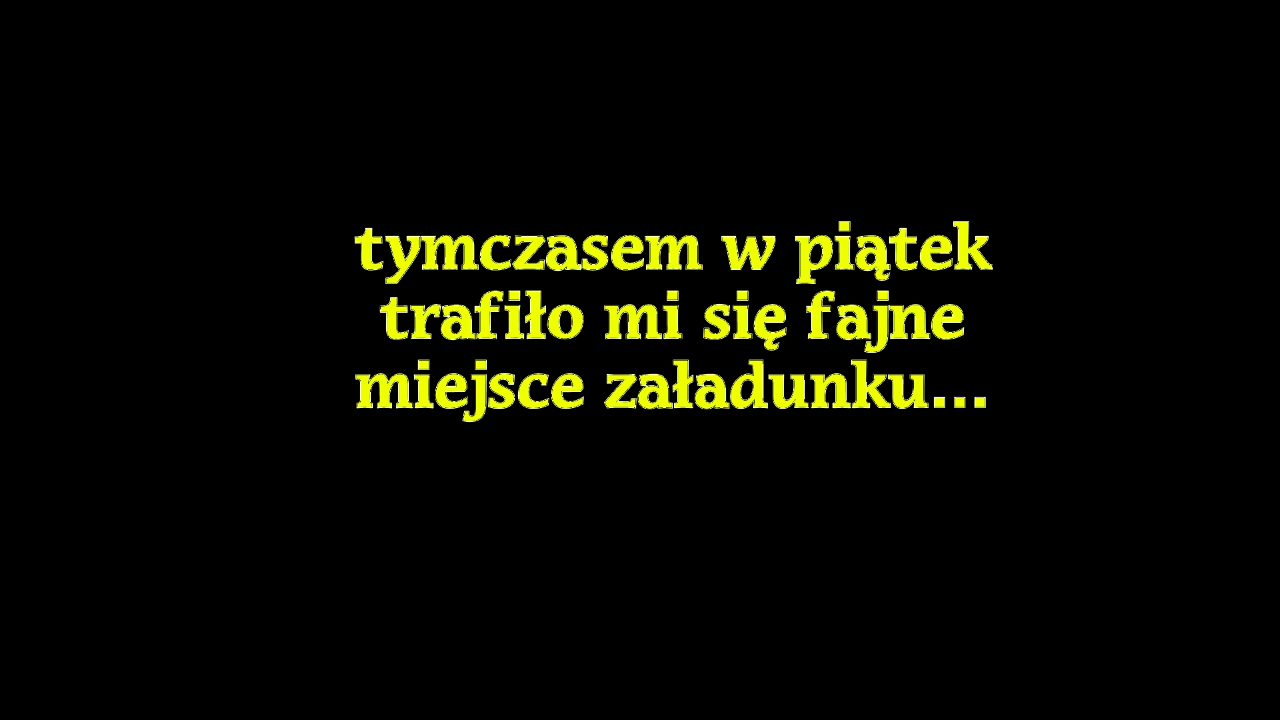 tymczasem w piątek
trafiło mi się fajne
miejsce załadunku...